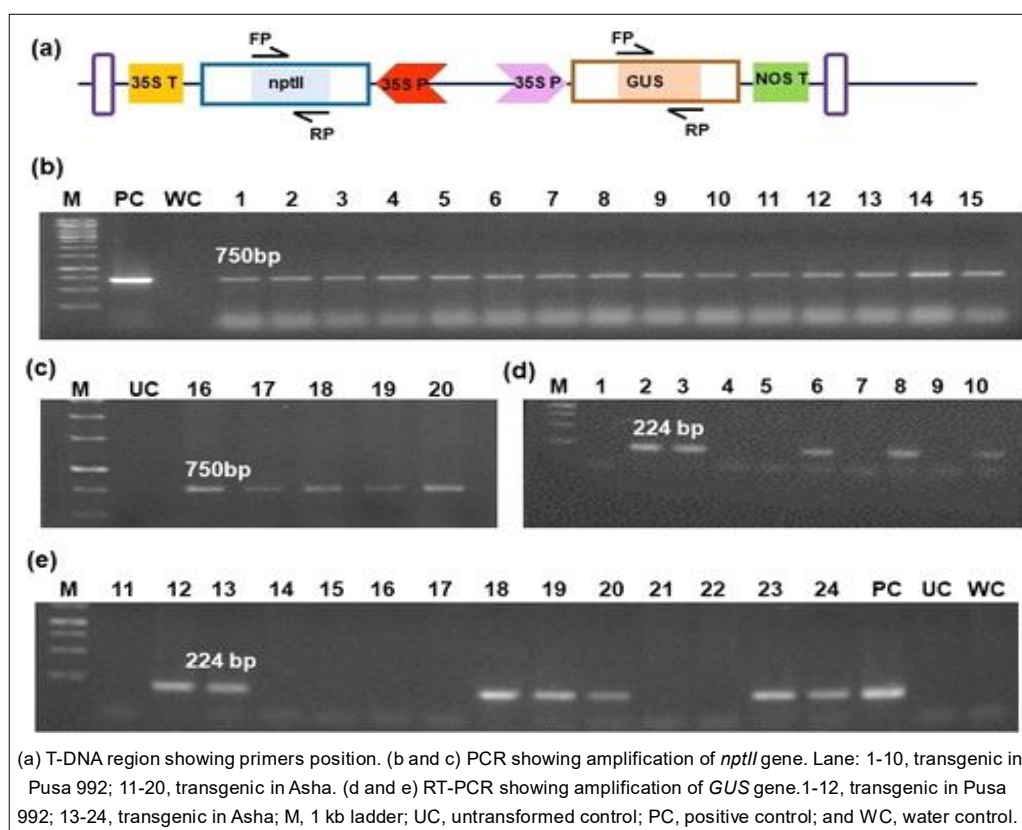 (a)
FP FP
35S T nptII 35S P 35S P GUS NOS T
RP RP
(b)
M PC WC 1 2 3 4 5 6 7 8 9 10 11 12 13 14 15
750bp
(c)
M UC 16 17 18 19 20
750bp
(d)
M 1 2 3 4 5 6 7 8 9 10
224 bp
(e)
M 11 12 13 14 15 16 17 18 19 20 21 22 23 24 PC UC WC
224 bp
(a) T-DNA region showing primers position. (b and c) PCR showing amplification of nptII gene. Lane: 1-10, transgenic in
Pusa 992; 11-20, transgenic in Asha. (d and e) RT-PCR showing amplification of GUS gene.1-12, transgenic in Pusa
992; 13-24, transgenic in Asha; M, 1 kb ladder; UC, untransformed control; PC, positive control; and WC, water control.